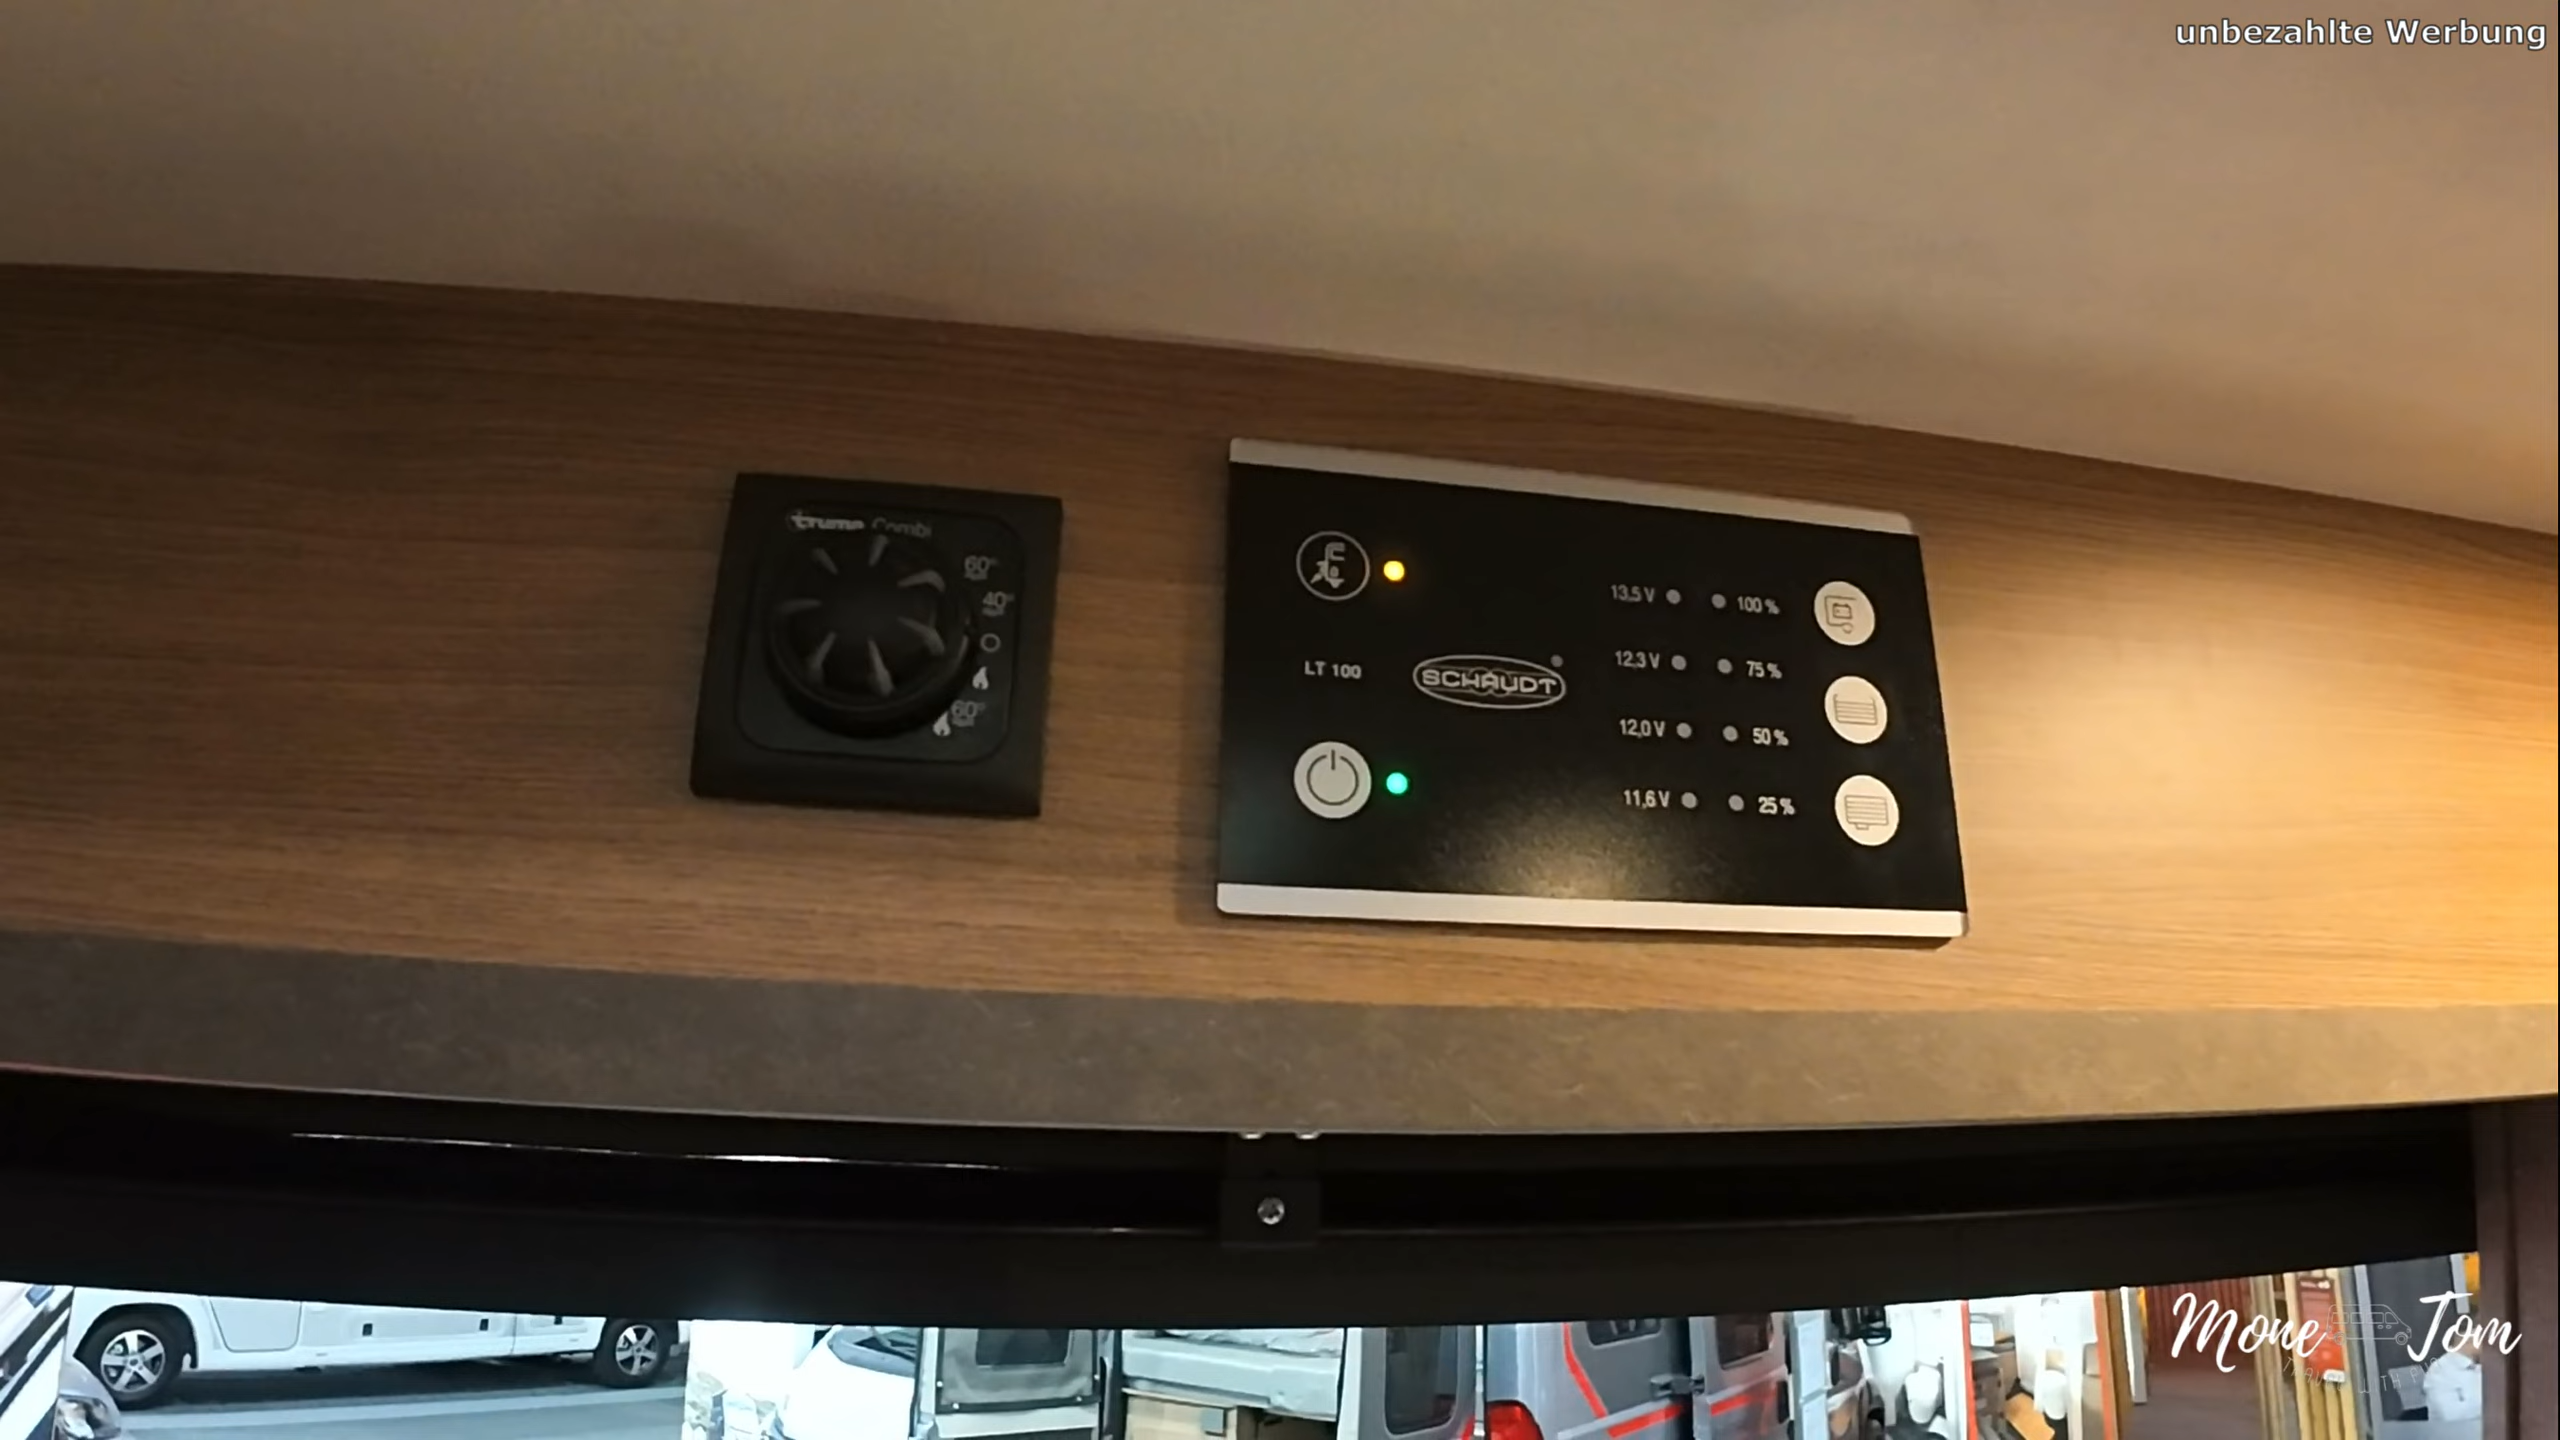 unbezahlte Werbung
truma Combi
60°
40°
60°
LT 100
SCHAUDT ®
13,5 V 100 %
12,3 V 75 %
12,0 V 50 %
11,6 V 25 %
Mone Tom